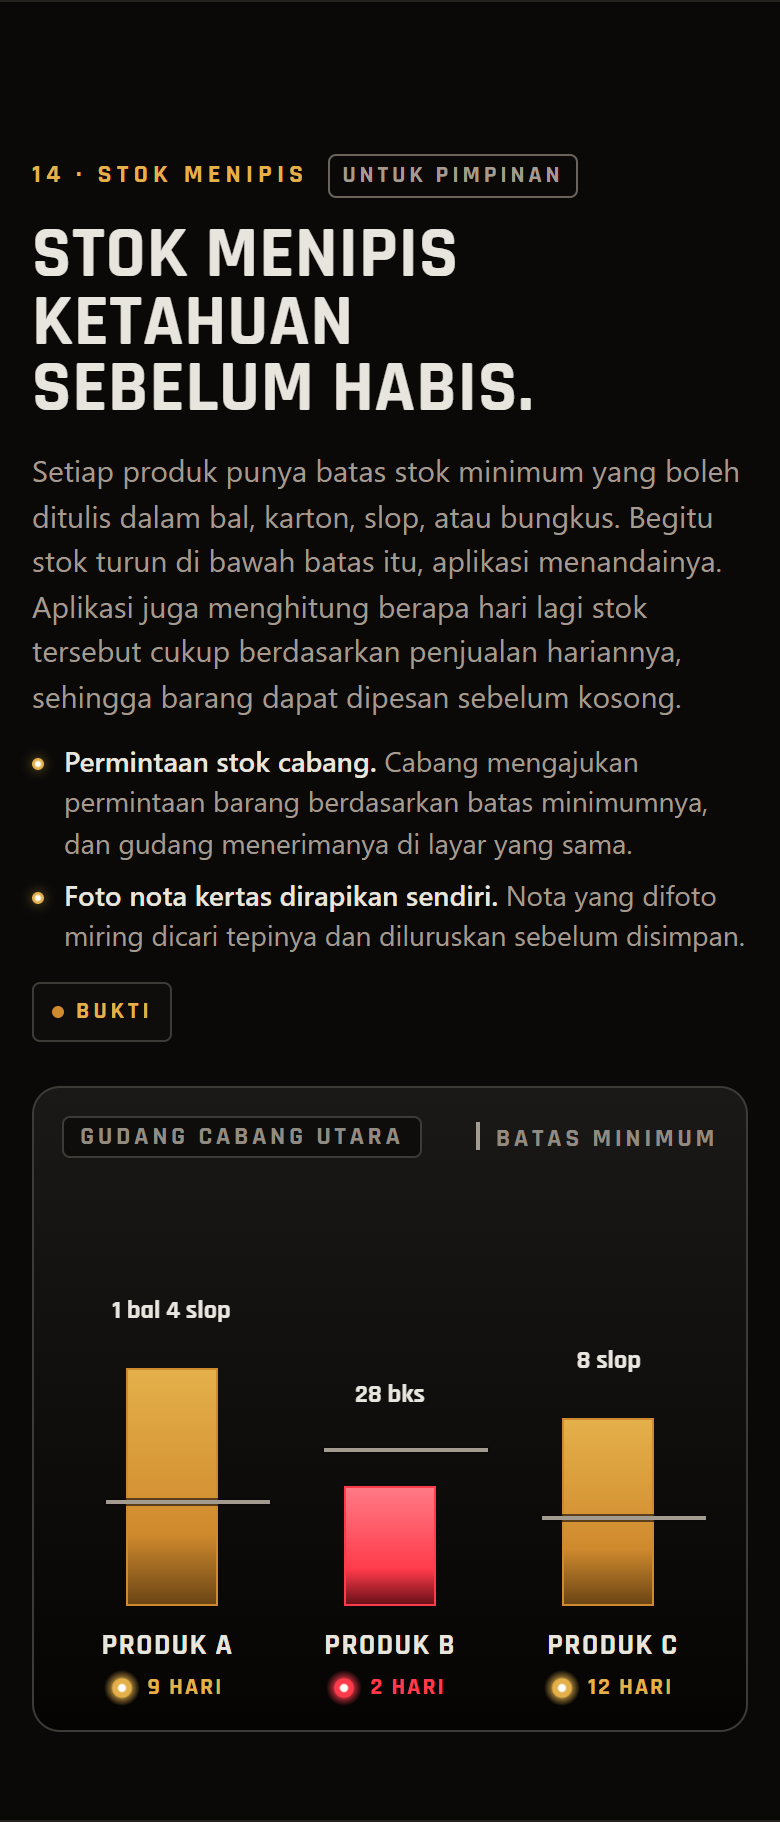 14 · STOK MENIPIS
UNTUK PIMPINAN
STOK MENIPIS
KETAHUAN
SEBELUM HABIS.
Setiap produk punya batas stok minimum yang boleh
ditulis dalam bal, karton, slop, atau bungkus. Begitu
stok turun di bawah batas itu, aplikasi menandainya.
Aplikasi juga menghitung berapa hari lagi stok
tersebut cukup berdasarkan penjualan hariannya,
sehingga barang dapat dipesan sebelum kosong.
Permintaan stok cabang. Cabang mengajukan
permintaan barang berdasarkan batas minimumnya,
dan gudang menerimanya di layar yang sama.
Foto nota kertas dirapikan sendiri. Nota yang difoto
miring dicari tepinya dan diluruskan sebelum disimpan.
BUKTI
GUDANG CABANG UTARA
BATAS MINIMUM
1 bal 4 slop
28 bks
8 slop
PRODUK A
PRODUK B
PRODUK C
9 HARI
2 HARI
12 HARI